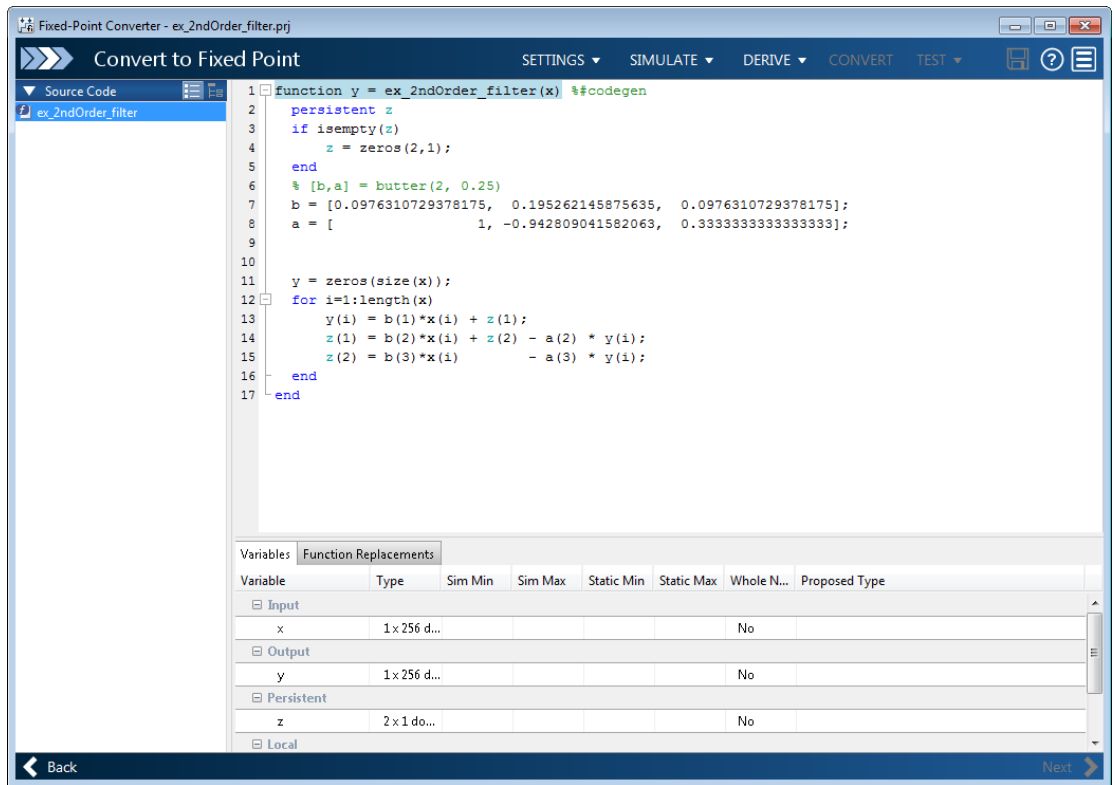 Fixed-Point Converter - ex_2ndOrder_filter.prj
Convert to Fixed Point
SETTINGS ▼ SIMULATE ▼ DERIVE ▼ CONVERT TEST ▼
▼ Source Code
ex_2ndOrder_filter
1 function y = ex_2ndOrder_filter(x) %#codegen
2 persistent z
3 if isempty(z)
4 z = zeros(2,1);
5 end
6 % [b,a] = butter(2, 0.25)
7 b = [0.0976310729378175, 0.195262145875635, 0.0976310729378175];
8 a = [ 1, -0.942809041582063, 0.3333333333333333];
9
10
11 y = zeros(size(x));
12 for i=1:length(x)
13 y(i) = b(1)*x(i) + z(1);
14 z(1) = b(2)*x(i) + z(2) - a(2) * y(i);
15 z(2) = b(3)*x(i) - a(3) * y(i);
16 end
17 end
Variables Function Replacements
Variable Type Sim Min Sim Max Static Min Static Max Whole N... Proposed Type
Input
x 1 x 256 d... No
Output
y 1 x 256 d... No
Persistent
z 2 x 1 do... No
Local
Back Next